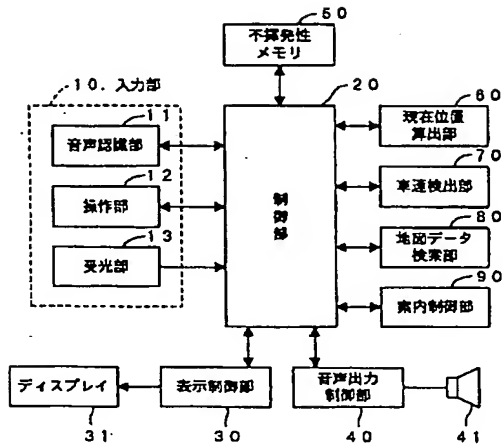 50
不揮発性
メモリ
10.入力部
11
音声認識部
12
操作部
13
受光部
20
制御部
60
現在位置
算出部
70
車速検出部
80
地図データ
検索部
90
案内制御部
ディスプレイ
31
表示制御部
30
音声出力
制御部
40
41